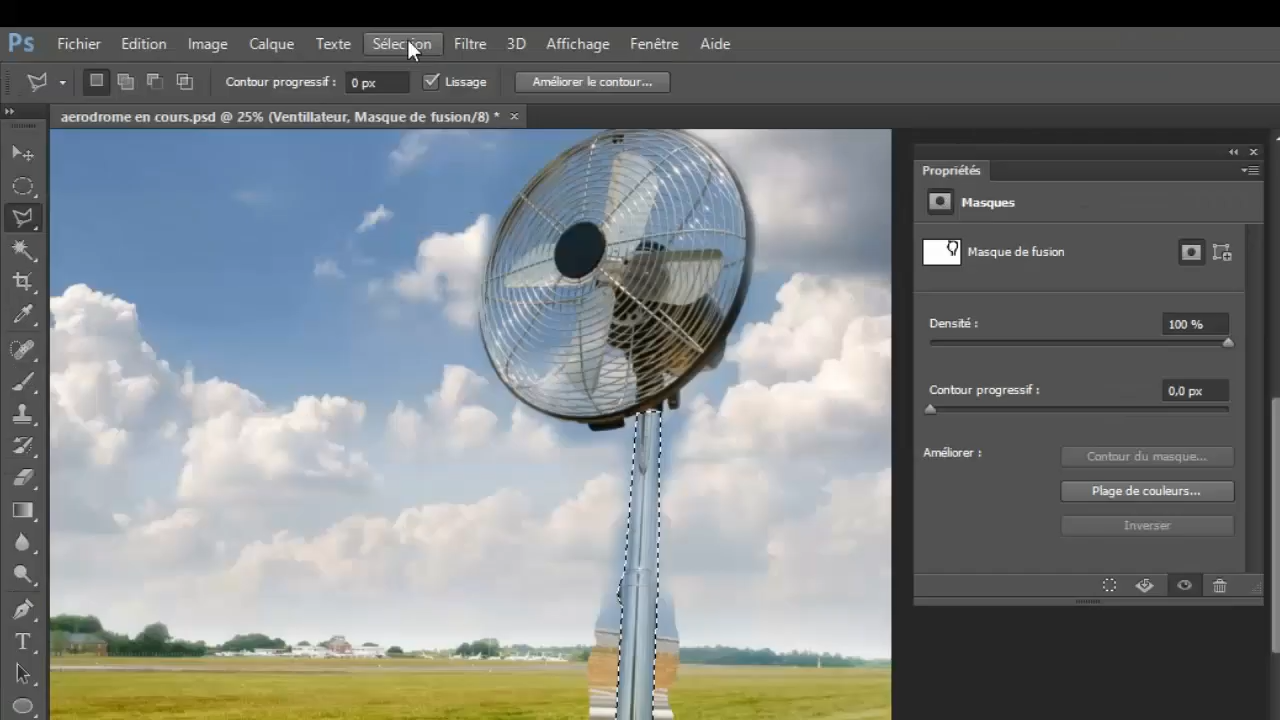 Ps Fichier Edition Image Calque Texte Sélection Filtre 3D Affichage Fenêtre Aide
Contour progressif : 0 px Lissage Améliorer le contour...
aerodrome en cours.psd @ 25% (Ventillateur, Masque de fusion/8) * ×
Propriétés
Masques
Masque de fusion
Densité : 100 %
Contour progressif : 0,0 px
Améliorer : Contour du masque...
Plage de couleurs...
Inverser
T